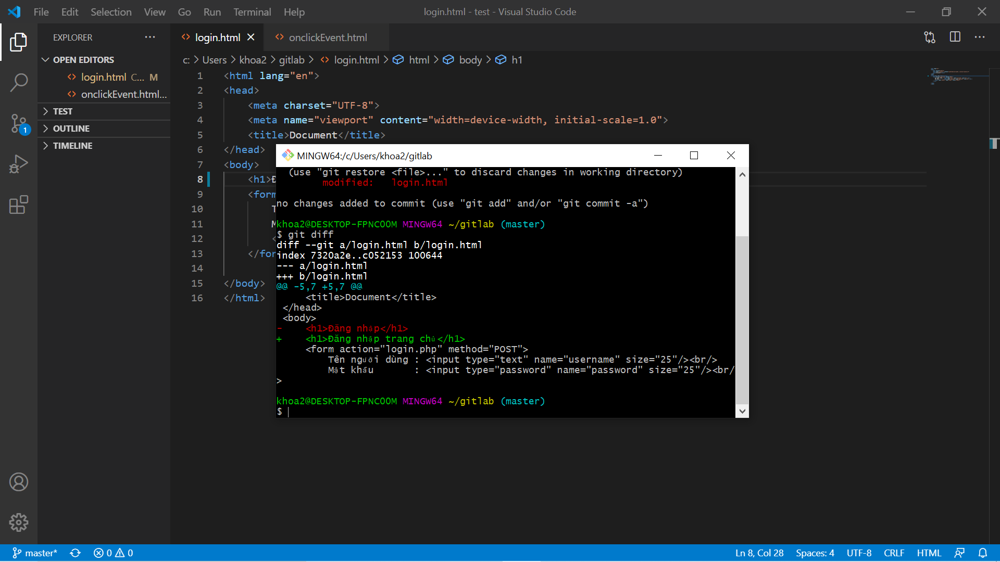 File Edit Selection View Go Run Terminal Help
login.html - test - Visual Studio Code
EXPLORER
OPEN EDITORS
login.html C... M
onclickEvent.html...
TEST
OUTLINE
TIMELINE
1
login.html
onclickEvent.html
c: > Users > khoa2 > gitlab > login.html > html > body > h1
1 <html lang="en">
2 <head>
3 <meta charset="UTF-8">
4 <meta name="viewport" content="width=device-width, initial-scale=1.0">
5 <title>Document</title>
6 </head>
7 <body>
8 <h1>Đ
9 <form
10 T
11 M
12 <
13 </for
14
15 </body>
16 </html>
MINGW64:/c/Users/khoa2/gitlab
(use "git restore <file>..." to discard changes in working directory)
modified: login.html
no changes added to commit (use "git add" and/or "git commit -a")
khoa2@DESKTOP-FPNCOOM MINGW64 ~/gitlab (master)
$ git diff
diff --git a/login.html b/login.html
index 7320a2e..c052153 100644
--- a/login.html
+++ b/login.html
@@ -5,7 +5,7 @@
<title>Document</title>
</head>
<body>
- <h1>Đăng nhập</h1>
+ <h1>Đăng nhập trang chủ</h1>
<form action="login.php" method="POST">
Tên người dùng : <input type="text" name="username" size="25"/><br/>
Mật khẩu : <input type="password" name="password" size="25"/><br/
>
khoa2@DESKTOP-FPNCOOM MINGW64 ~/gitlab (master)
$
master* 0 0
Ln 8, Col 28 Spaces: 4 UTF-8 CRLF HTML